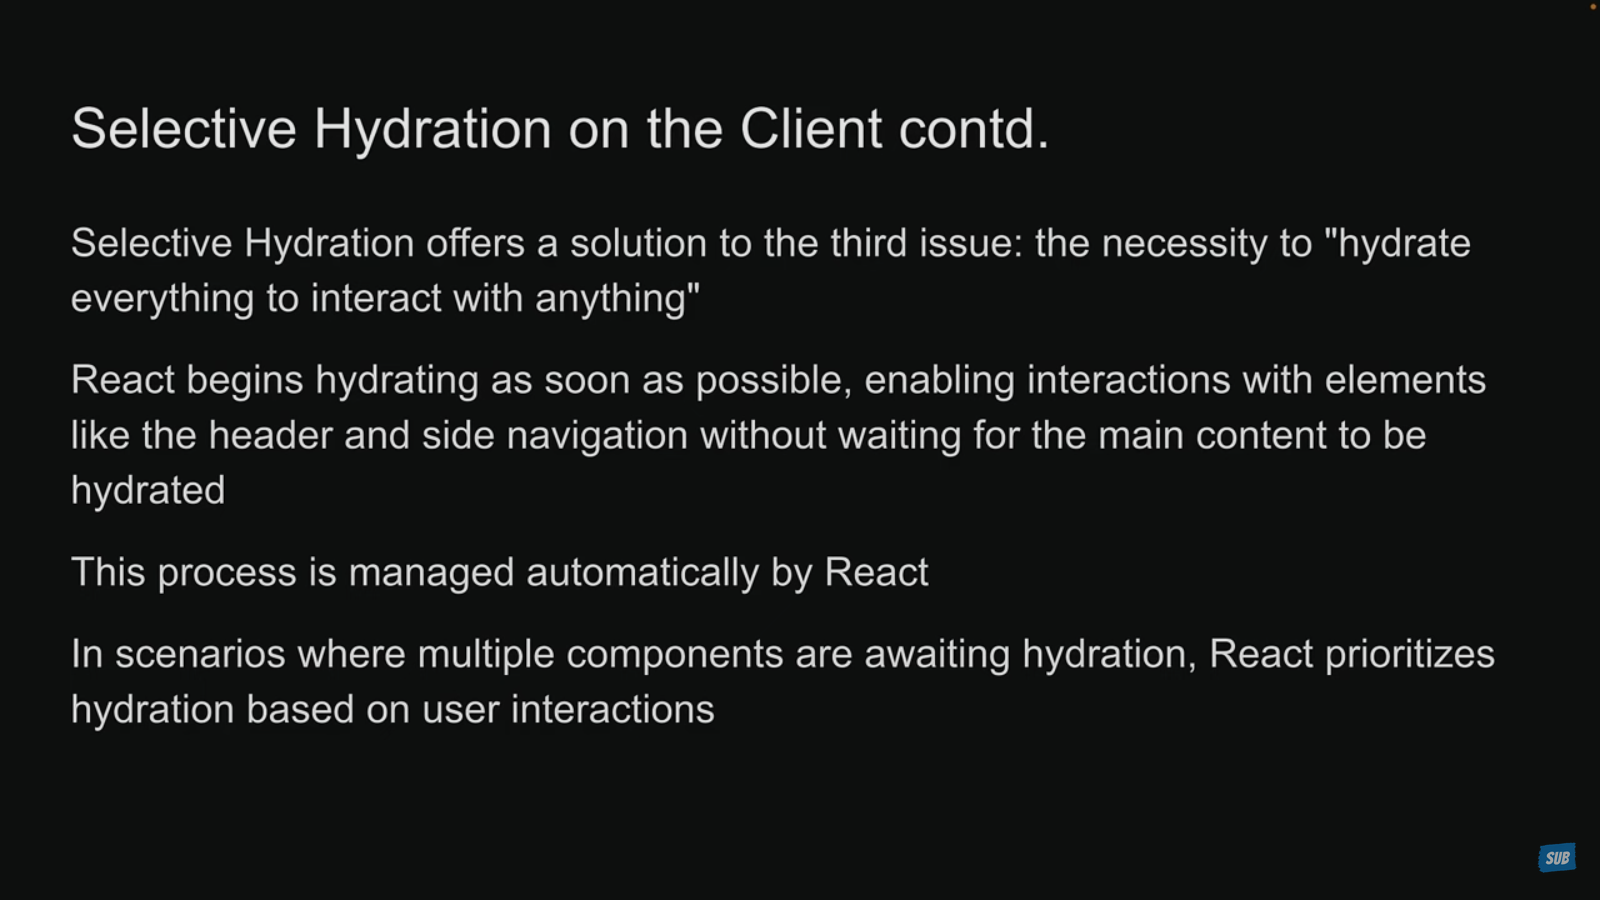 Selective Hydration on the Client contd.
Selective Hydration offers a solution to the third issue: the necessity to "hydrate
everything to interact with anything"
React begins hydrating as soon as possible, enabling interactions with elements
like the header and side navigation without waiting for the main content to be
hydrated
This process is managed automatically by React
In scenarios where multiple components are awaiting hydration, React prioritizes
hydration based on user interactions
SUB